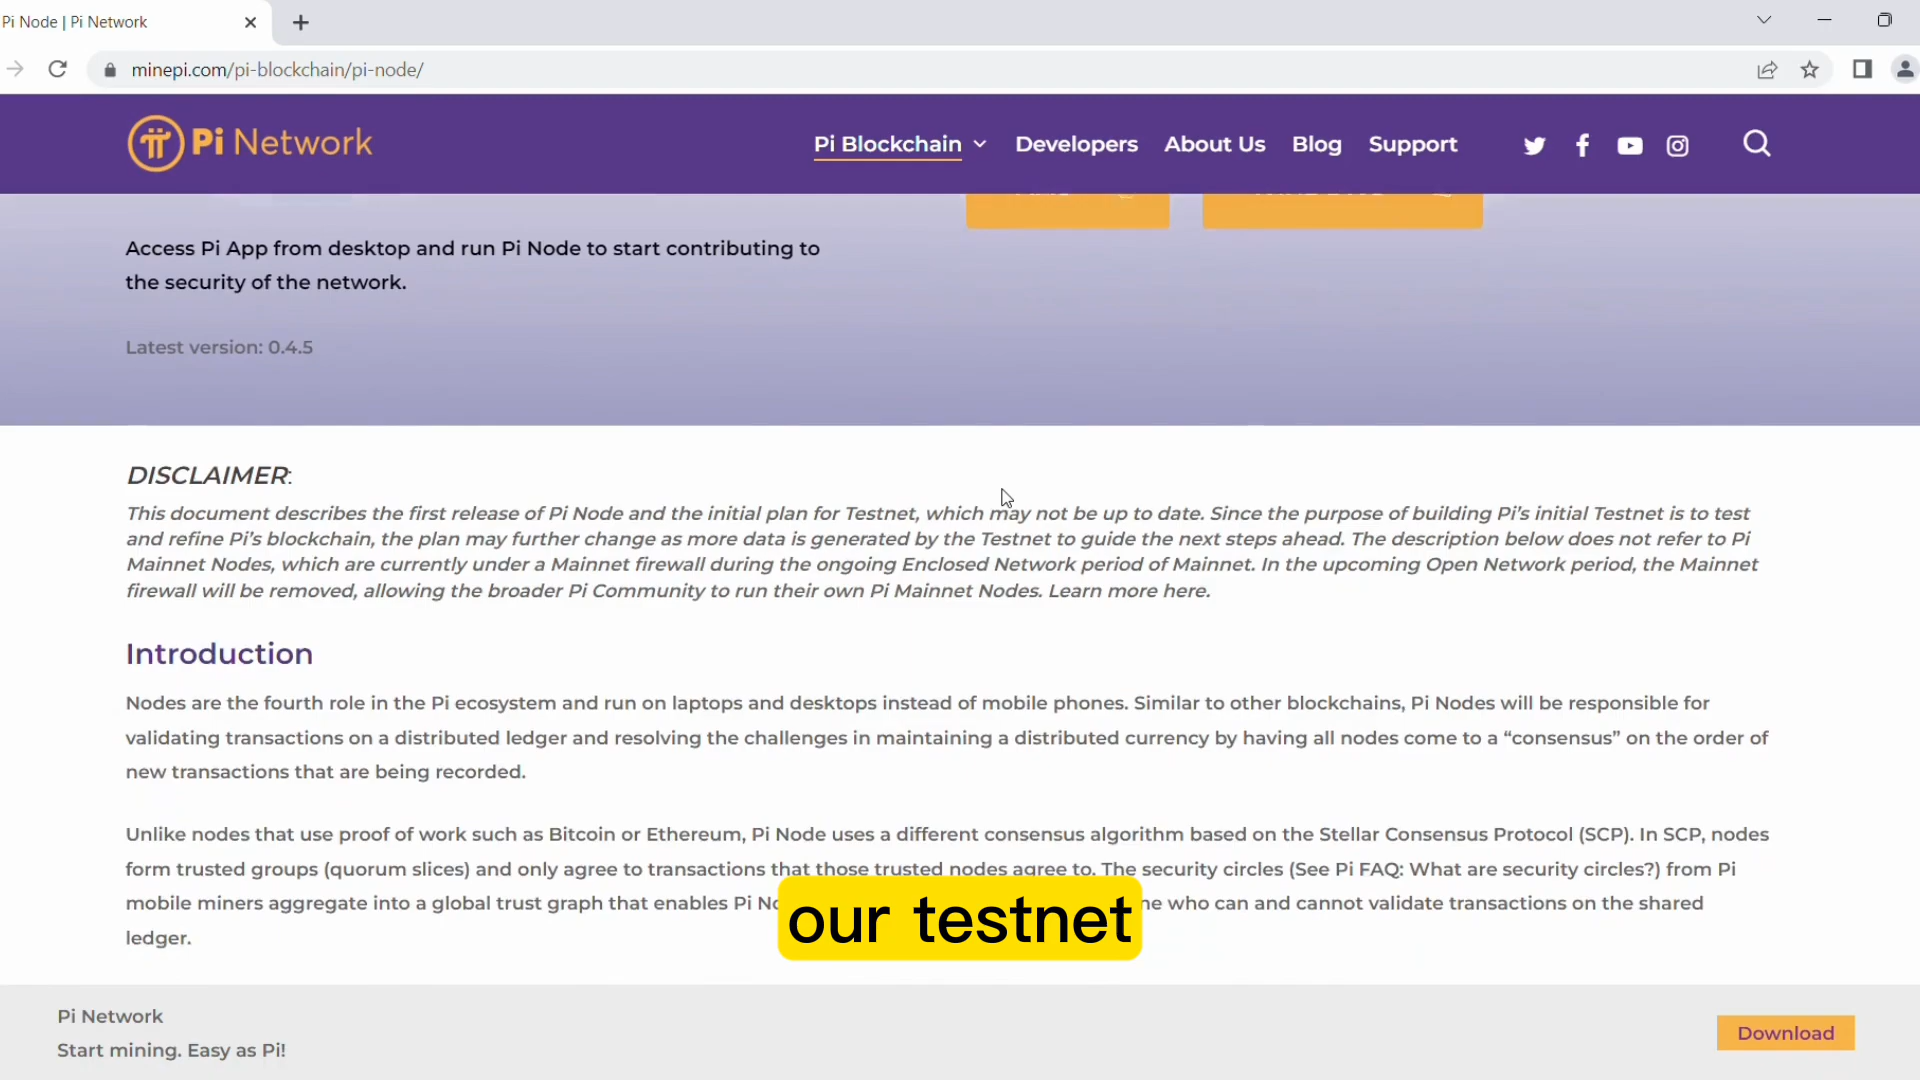 Pi Node | Pi Network
minepi.com/pi-blockchain/pi-node/
Pi Network
Pi Blockchain Developers About Us Blog Support
Access Pi App from desktop and run Pi Node to start contributing to
the security of the network.
Latest version: 0.4.5
DISCLAIMER:
This document describes the first release of Pi Node and the initial plan for Testnet, which may not be up to date. Since the purpose of building Pi’s initial Testnet is to test
and refine Pi’s blockchain, the plan may further change as more data is generated by the Testnet to guide the next steps ahead. The description below does not refer to Pi
Mainnet Nodes, which are currently under a Mainnet firewall during the ongoing Enclosed Network period of Mainnet. In the upcoming Open Network period, the Mainnet
firewall will be removed, allowing the broader Pi Community to run their own Pi Mainnet Nodes. Learn more here.
Introduction
Nodes are the fourth role in the Pi ecosystem and run on laptops and desktops instead of mobile phones. Similar to other blockchains, Pi Nodes will be responsible for
validating transactions on a distributed ledger and resolving the challenges in maintaining a distributed currency by having all nodes come to a “consensus” on the order of
new transactions that are being recorded.
Unlike nodes that use proof of work such as Bitcoin or Ethereum, Pi Node uses a different consensus algorithm based on the Stellar Consensus Protocol (SCP). In SCP, nodes
form trusted groups (quorum slices) and only agree to transactions that those trusted nodes agree to. The security circles (See Pi FAQ: What are security circles?) from Pi
mobile miners aggregate into a global trust graph that enables Pi who can and cannot validate transactions on the shared
ledger.
our testnet
Pi Network
Start mining. Easy as Pi!
Download